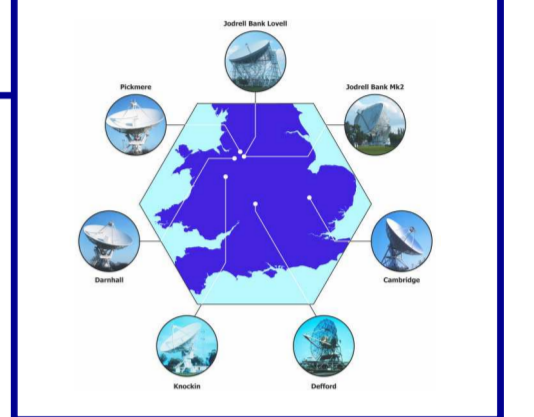 Jodrell Bank Lovell
Pickmere
Jodrell Bank Mk2
Darnhall
Cambridge
Knockin
Defford